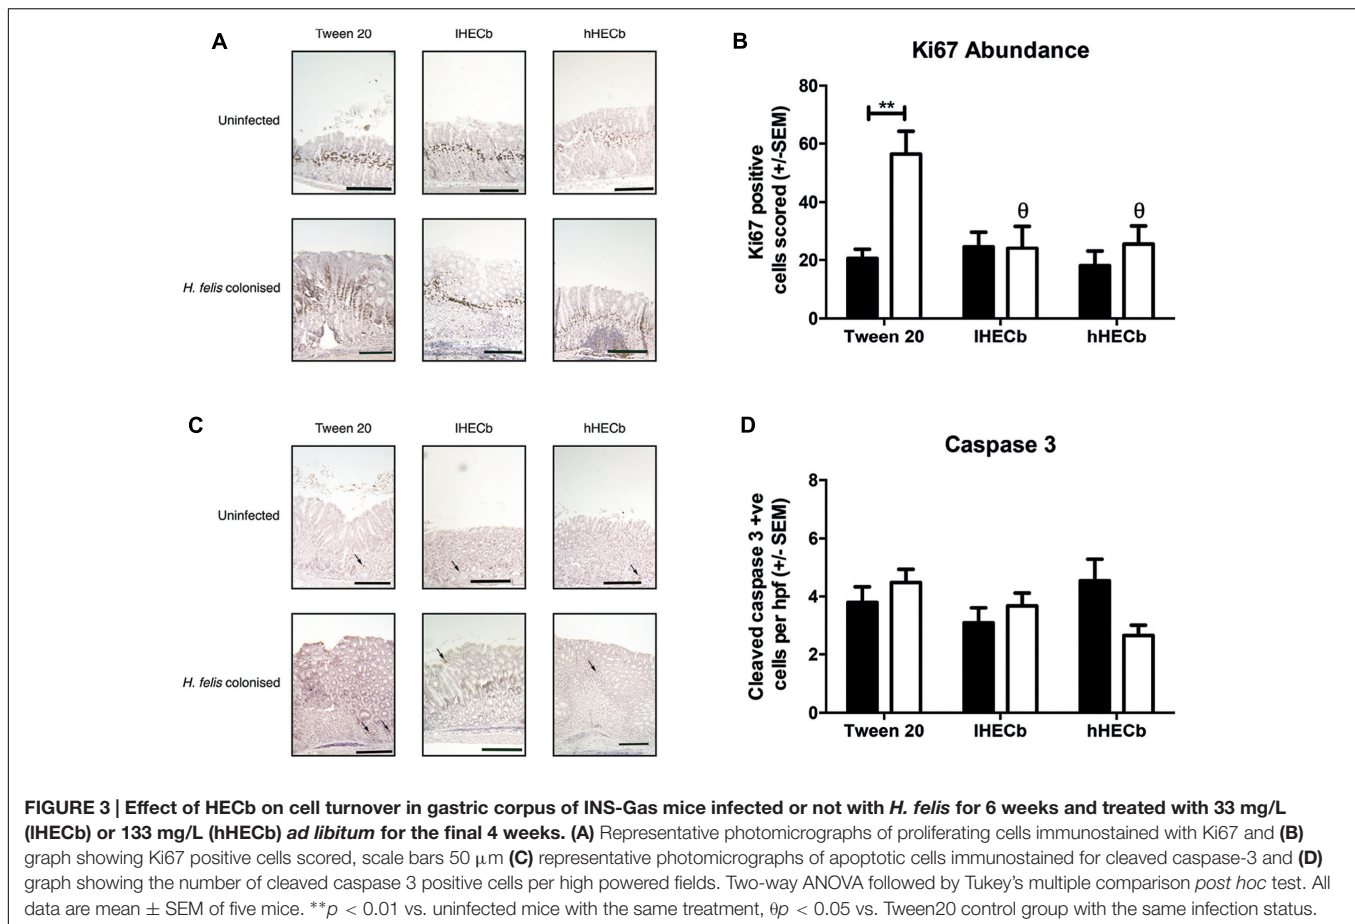 A
Tween 20
lHECb
hHECb
Uninfected
H. felis colonised
B
Ki67 Abundance
Ki67 positive
cells scored (+/-SEM)
80
60
40
20
0
**
θ
θ
Tween 20
lHECb
hHECb
C
Tween 20
lHECb
hHECb
Uninfected
H. felis colonised
D
Caspase 3
Cleaved caspase 3 +ve
cells per hpf (+/- SEM)
8
6
4
2
0
Tween 20
lHECb
hHECb
FIGURE 3 | Effect of HECb on cell turnover in gastric corpus of INS-Gas mice infected or not with H. felis for 6 weeks and treated with 33 mg/L
(lHECb) or 133 mg/L (hHECb) ad libitum for the final 4 weeks. (A) Representative photomicrographs of proliferating cells immunostained with Ki67 and (B)
graph showing Ki67 positive cells scored, scale bars 50 μm (C) representative photomicrographs of apoptotic cells immunostained for cleaved caspase-3 and (D)
graph showing the number of cleaved caspase 3 positive cells per high powered fields. Two-way ANOVA followed by Tukey's multiple comparison post hoc test. All
data are mean ± SEM of five mice. **p < 0.01 vs. uninfected mice with the same treatment, θp < 0.05 vs. Tween20 control group with the same infection status.